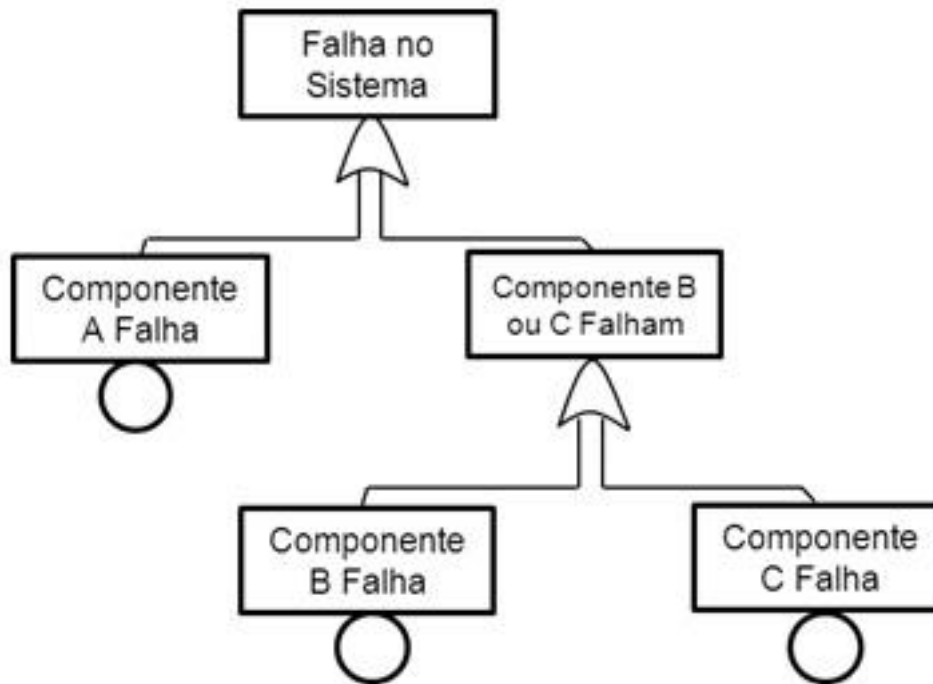 Falha no
Sistema
Componente
A Falha
Componente B
ou C Falham
Componente
B Falha
Componente
C Falha